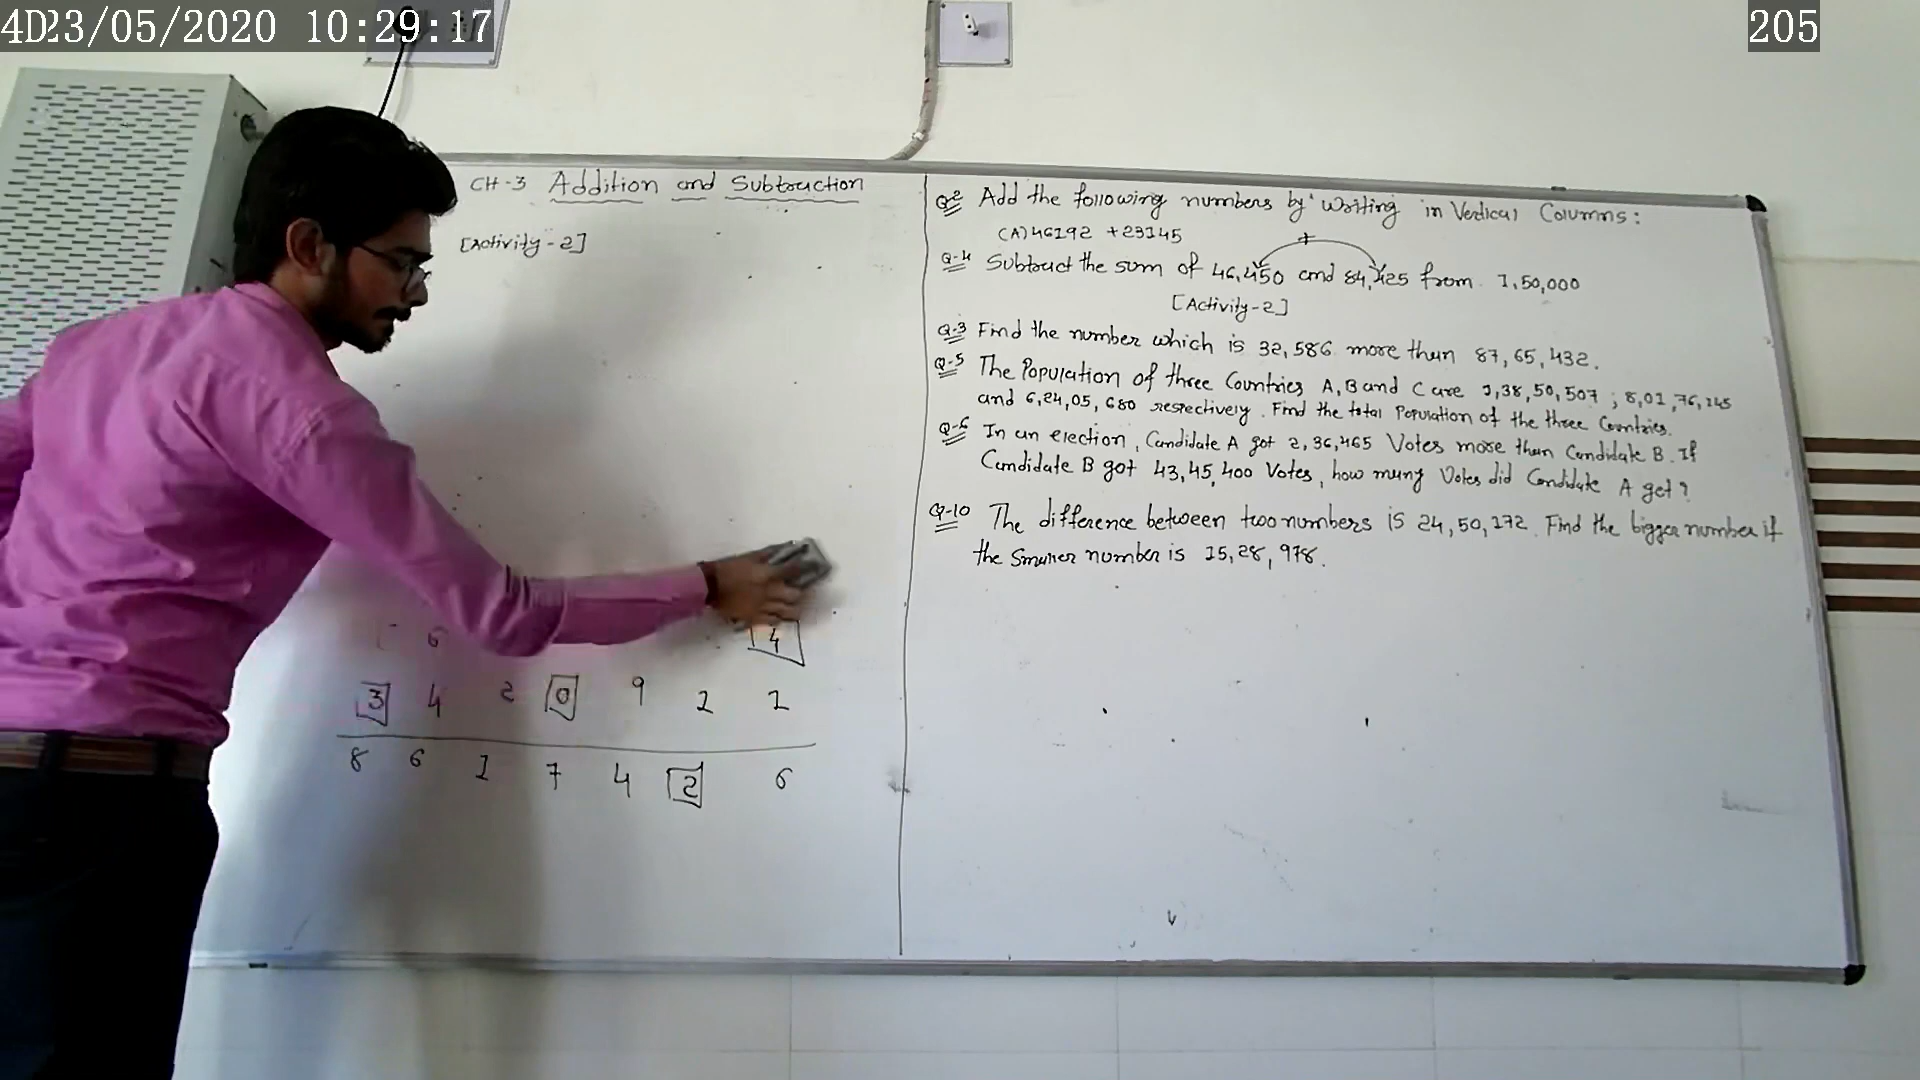 4D23/05/2020 10:29:17
205
CH-3 Addition and Subtraction
[Activity-2]
6
4
3 4 2 0 9 2 2
8 6 1 7 4 2 6
Q2 Add the following numbers by Writting in Vertical Columns:
(A) 46192 +23145
+
Q-4 Subtract the sum of 46,450 and 84,425 from 1,50,000
[Activity-2]
Q-3 Find the number which is 32,586 more than 87,65,432.
Q-5 The Population of three Countries A, B and C are 1,38,50,507 ; 8,01,76,145
and 6,24,05,680 respectively. Find the total Population of the three Countries.
Q-6 In an election, Candidate A got 2,36,465 Votes more than Candidate B. If
Candidate B got 43,45,400 Votes, how many Votes did Candidate A get?
Q-10 The difference between two numbers is 24,50,172. Find the bigger number if
the Smaller number is 15,28,978.